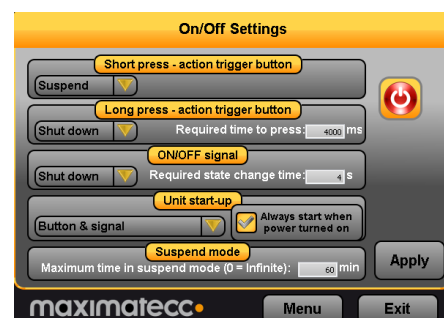 On/Off Settings
Short press - action trigger button
Suspend
Long press - action trigger button
Shut down Required time to press: 4000 ms
ON/OFF signal
Shut down Required state change time: 4 s
Unit start-up
Button & signal
Always start when
power turned on
Suspend mode
Maximum time in suspend mode (0 = Infinite): 60 min
Apply
maximatecc
Menu
Exit